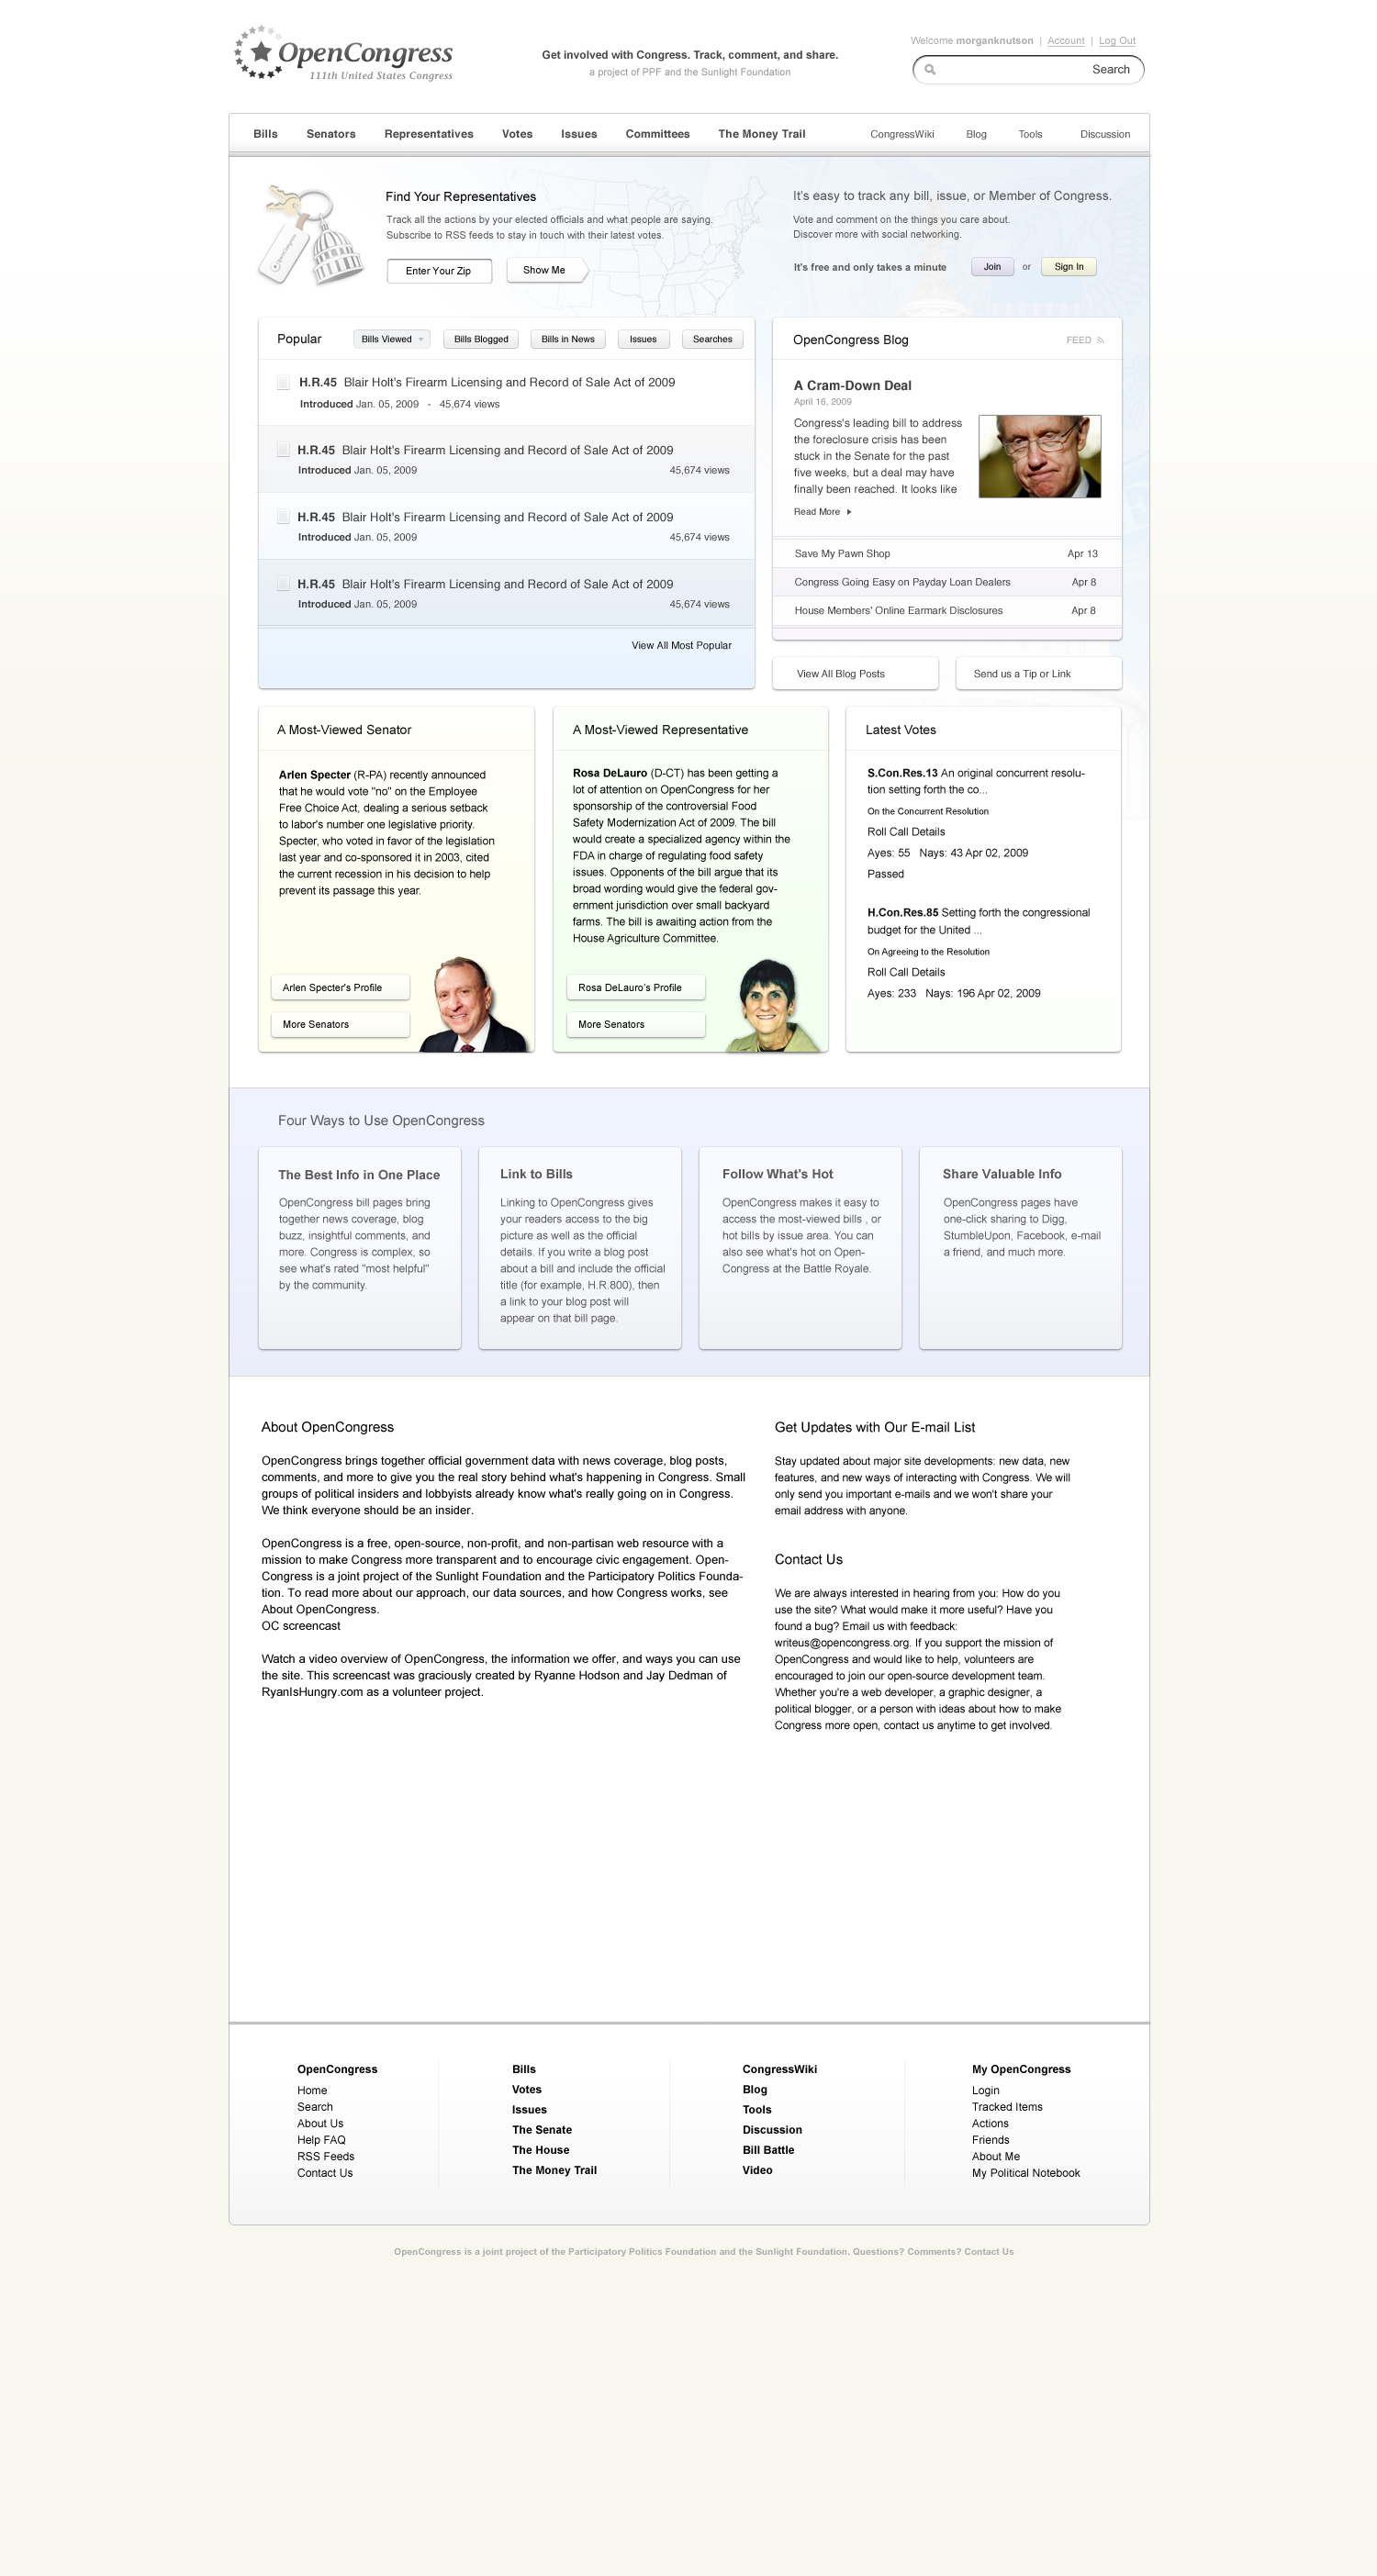 OpenCongress
111th United States Congress
Get involved with Congress. Track, comment, and share.
a project of PPF and the Sunlight Foundation
Welcome morganknutson | Account | Log Out
Search
Bills Senators Representatives Votes Issues Committees The Money Trail CongressWiki Blog Tools Discussion
OpenCongress
Find Your Representatives
Track all the actions by your elected officials and what people are saying.
Subscribe to RSS feeds to stay in touch with their latest votes.
Enter Your Zip Show Me
It's easy to track any bill, issue, or Member of Congress.
Vote and comment on the things you care about.
Discover more with social networking.
It's free and only takes a minute Join or Sign In
Popular Bills Viewed Bills Blogged Bills in News Issues Searches
H.R.45 Blair Holt's Firearm Licensing and Record of Sale Act of 2009
Introduced Jan. 05, 2009 - 45,674 views
H.R.45 Blair Holt's Firearm Licensing and Record of Sale Act of 2009
Introduced Jan. 05, 2009 45,674 views
H.R.45 Blair Holt's Firearm Licensing and Record of Sale Act of 2009
Introduced Jan. 05, 2009 45,674 views
H.R.45 Blair Holt's Firearm Licensing and Record of Sale Act of 2009
Introduced Jan. 05, 2009 45,674 views
View All Most Popular
OpenCongress Blog FEED
A Cram-Down Deal
April 16, 2009
Congress's leading bill to address
the foreclosure crisis has been
stuck in the Senate for the past
five weeks, but a deal may have
finally been reached. It looks like
Read More
Save My Pawn Shop Apr 13
Congress Going Easy on Payday Loan Dealers Apr 8
House Members' Online Earmark Disclosures Apr 8
View All Blog Posts Send us a Tip or Link
A Most-Viewed Senator
Arlen Specter (R-PA) recently announced
that he would vote "no" on the Employee
Free Choice Act, dealing a serious setback
to labor's number one legislative priority.
Specter, who voted in favor of the legislation
last year and co-sponsored it in 2003, cited
the current recession in his decision to help
prevent its passage this year.
Arlen Specter's Profile
More Senators
A Most-Viewed Representative
Rosa DeLauro (D-CT) has been getting a
lot of attention on OpenCongress for her
sponsorship of the controversial Food
Safety Modernization Act of 2009. The bill
would create a specialized agency within the
FDA in charge of regulating food safety
issues. Opponents of the bill argue that its
broad wording would give the federal gov-
ernment jurisdiction over small backyard
farms. The bill is awaiting action from the
House Agriculture Committee.
Rosa DeLauro's Profile
More Senators
Latest Votes
S.Con.Res.13 An original concurrent resolu-
tion setting forth the co...
On the Concurrent Resolution
Roll Call Details
Ayes: 55 Nays: 43 Apr 02, 2009
Passed
H.Con.Res.85 Setting forth the congressional
budget for the United ...
On Agreeing to the Resolution
Roll Call Details
Ayes: 233 Nays: 196 Apr 02, 2009
Four Ways to Use OpenCongress
The Best Info in One Place
OpenCongress bill pages bring
together news coverage, blog
buzz, insightful comments, and
more. Congress is complex, so
see what's rated "most helpful"
by the community.
Link to Bills
Linking to OpenCongress gives
your readers access to the big
picture as well as the official
details. If you write a blog post
about a bill and include the official
title (for example, H.R.800), then
a link to your blog post will
appear on that bill page.
Follow What's Hot
OpenCongress makes it easy to
access the most-viewed bills , or
hot bills by issue area. You can
also see what's hot on Open-
Congress at the Battle Royale.
Share Valuable Info
OpenCongress pages have
one-click sharing to Digg,
StumbleUpon, Facebook, e-mail
a friend, and much more.
About OpenCongress
OpenCongress brings together official government data with news coverage, blog posts,
comments, and more to give you the real story behind what's happening in Congress. Small
groups of political insiders and lobbyists already know what's really going on in Congress.
We think everyone should be an insider.
OpenCongress is a free, open-source, non-profit, and non-partisan web resource with a
mission to make Congress more transparent and to encourage civic engagement. Open-
Congress is a joint project of the Sunlight Foundation and the Participatory Politics Founda-
tion. To read more about our approach, our data sources, and how Congress works, see
About OpenCongress.
OC screencast
Watch a video overview of OpenCongress, the information we offer, and ways you can use
the site. This screencast was graciously created by Ryanne Hodson and Jay Dedman of
RyanIsHungry.com as a volunteer project.
Get Updates with Our E-mail List
Stay updated about major site developments: new data, new
features, and new ways of interacting with Congress. We will
only send you important e-mails and we won't share your
email address with anyone.
Contact Us
We are always interested in hearing from you: How do you
use the site? What would make it more useful? Have you
found a bug? Email us with feedback:
writeus@opencongress.org. If you support the mission of
OpenCongress and would like to help, volunteers are
encouraged to join our open-source development team.
Whether you're a web developer, a graphic designer, a
political blogger, or a person with ideas about how to make
Congress more open, contact us anytime to get involved.
OpenCongress
Home
Search
About Us
Help FAQ
RSS Feeds
Contact Us
Bills
Votes
Issues
The Senate
The House
The Money Trail
CongressWiki
Blog
Tools
Discussion
Bill Battle
Video
My OpenCongress
Login
Tracked Items
Actions
Friends
About Me
My Political Notebook
OpenCongress is a joint project of the Participatory Politics Foundation and the Sunlight Foundation. Questions? Comments? Contact Us